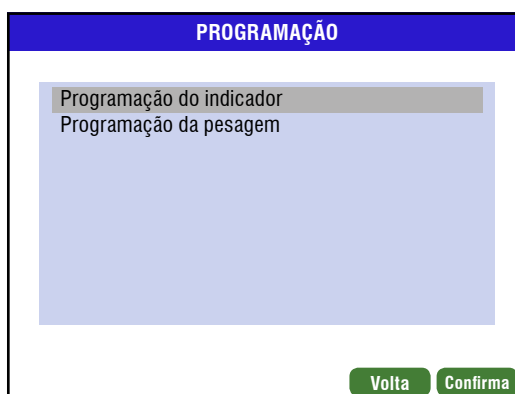 PROGRAMAÇÃO
Programação do indicador
Programação da pesagem
Volta Confirma